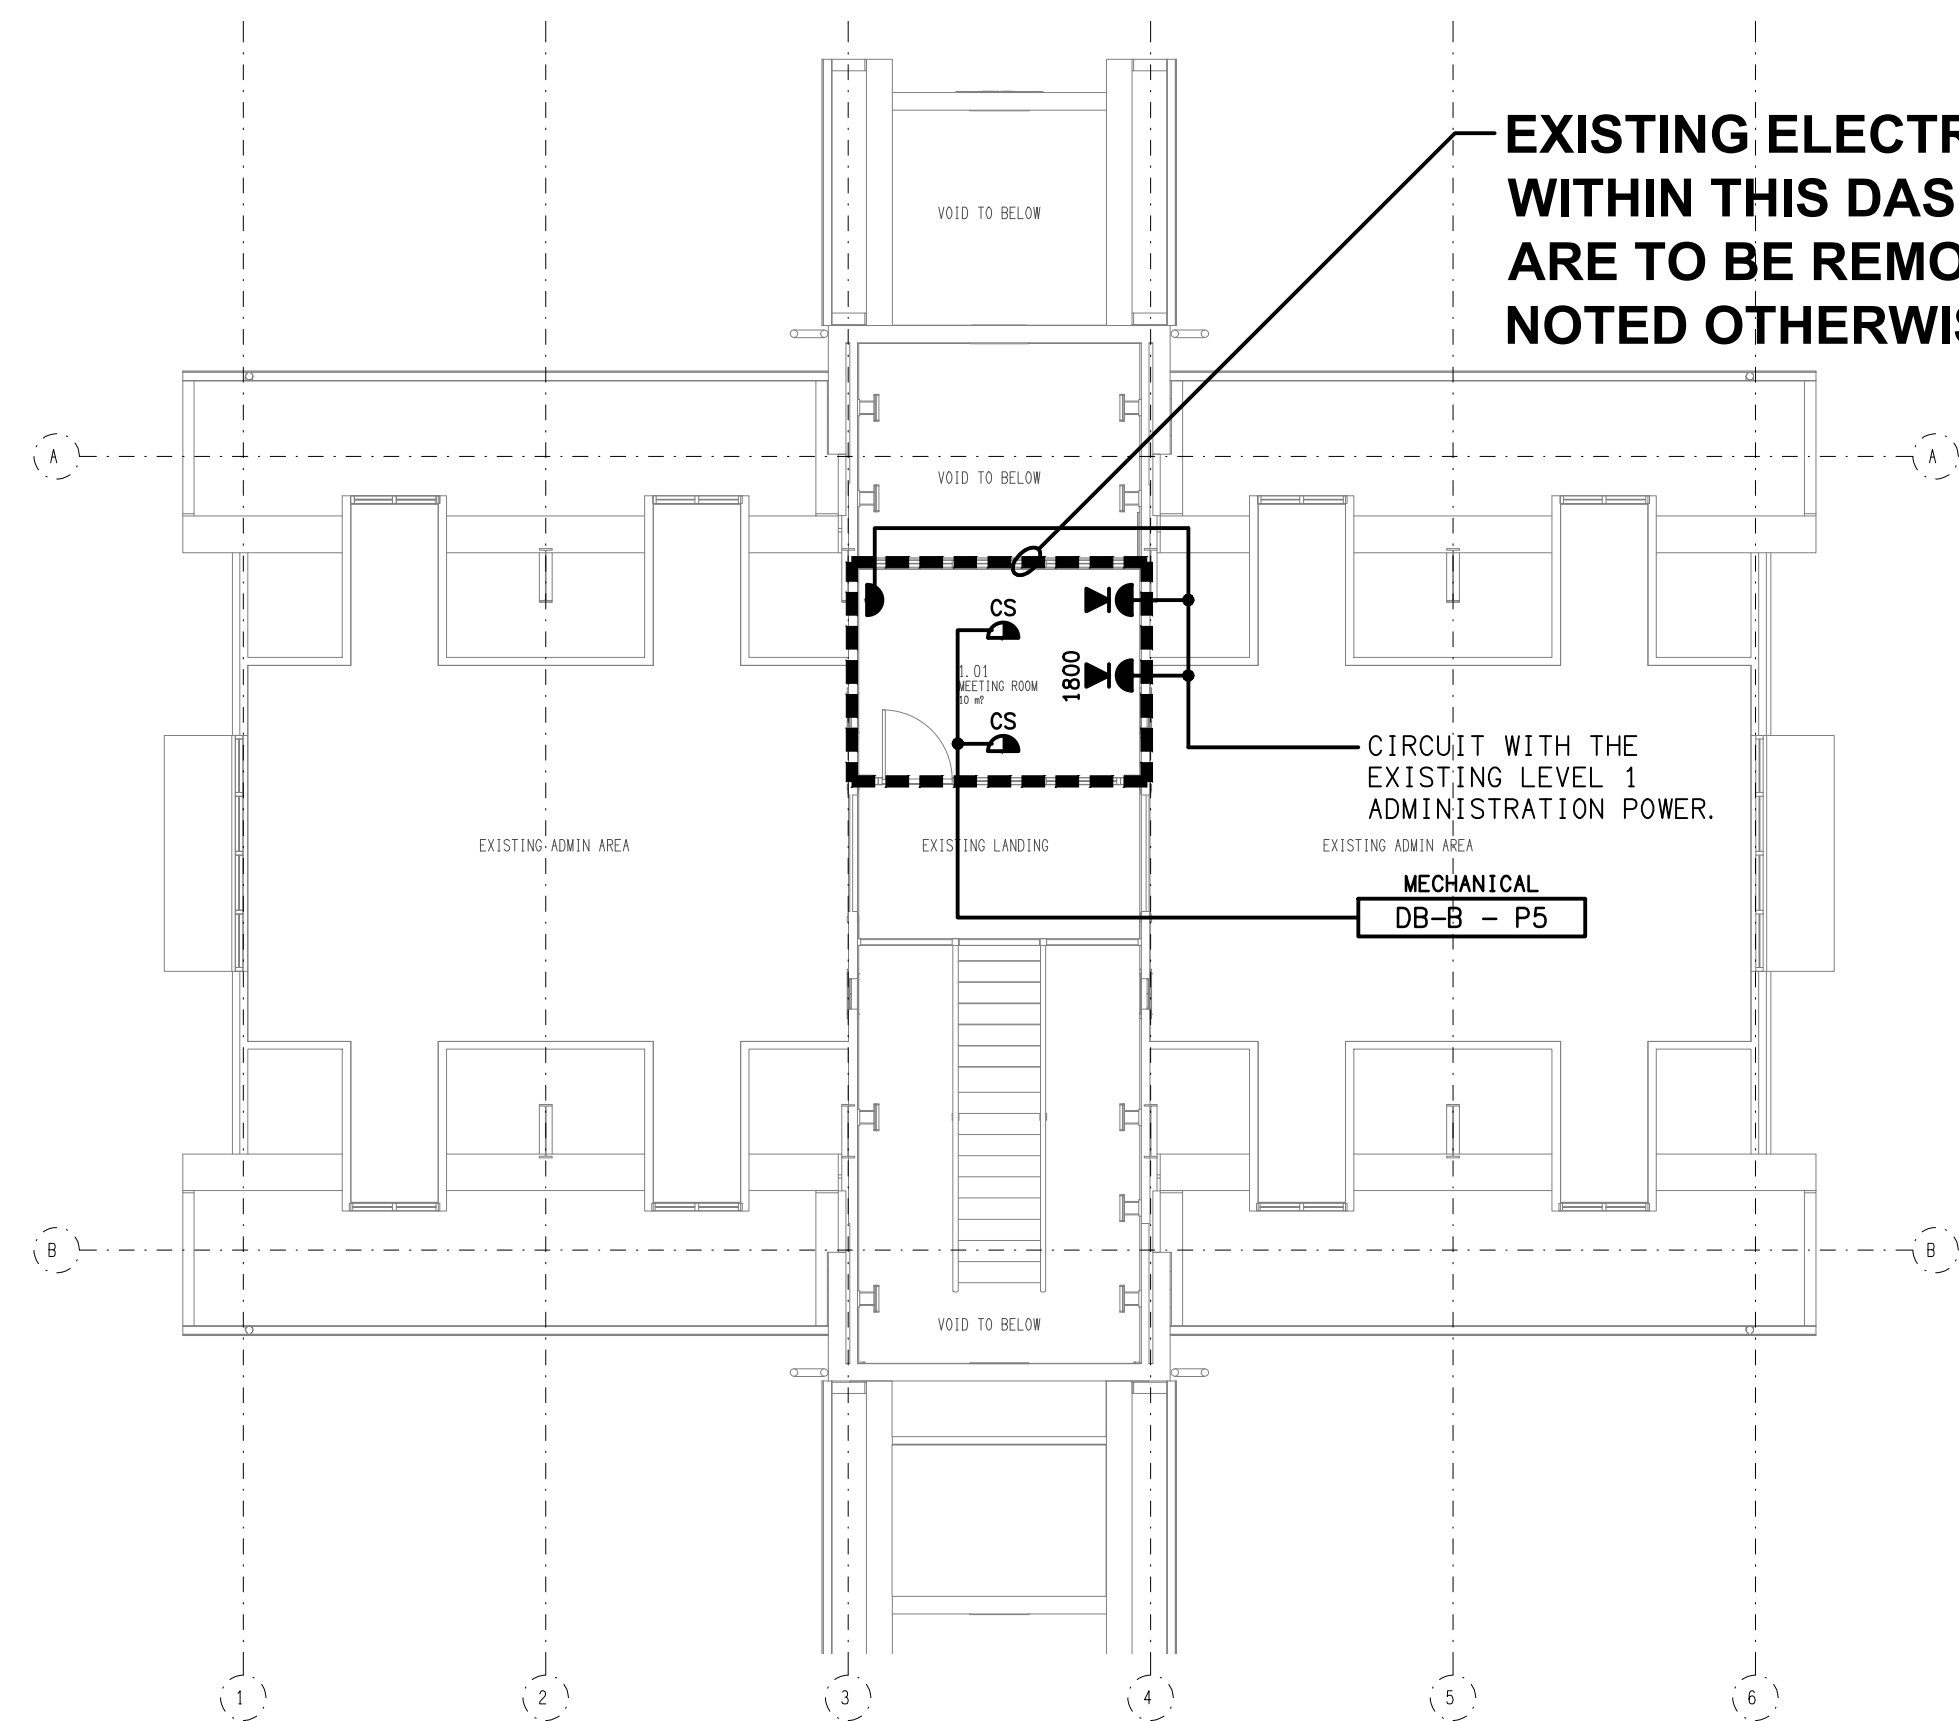 EXISTING ELECTR
WITHIN THIS DAS
ARE TO BE REMO
NOTED OTHERWIS
VOID TO BELOW
A
A
VOID TO BELOW
CS
1.01
MEETING ROOM
10 m?
1800
CS
CIRCUIT WITH THE
EXISTING LEVEL 1
ADMINISTRATION POWER.
EXISTING ADMIN AREA
EXISTING LANDING
EXISTING ADMIN AREA
MECHANICAL
DB-B - P5
B
B
VOID TO BELOW
1
2
3
4
5
6